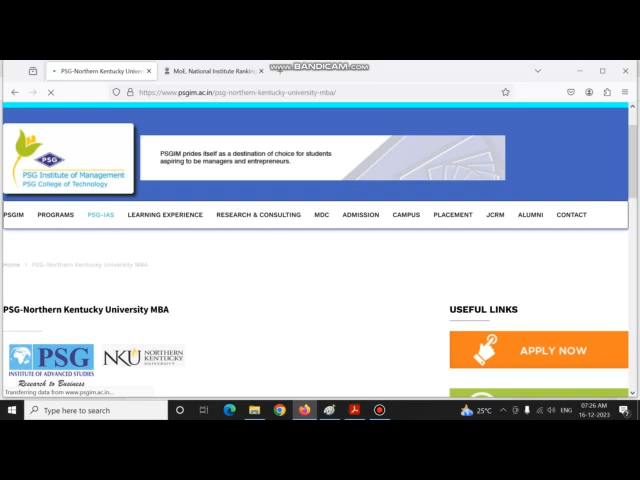 www.BANDICAM.com
PSG-Northern Kentucky Univer
MoE, National Institute Ranking
https://www.psgim.ac.in/psg-northern-kentucky-university-mba/
PSG
PSG Institute of Management
PSG College of Technology
PSGIM prides itself as a destination of choice for students
aspiring to be managers and entrepreneurs.
PSGIM PROGRAMS PSG-IAS LEARNING EXPERIENCE RESEARCH & CONSULTING MDC ADMISSION CAMPUS PLACEMENT JCRM ALUMNI CONTACT
Home > PSG-Northern Kentucky University MBA
PSG-Northern Kentucky University MBA
USEFUL LINKS
PSG
INSTITUTE OF ADVANCED STUDIES
Research to Business
NKU NORTHERN
KENTUCKY
UNIVERSITY
APPLY NOW
Transferring data from www.psgim.ac.in...
Type here to search
25°C
ENG
07:26 AM
16-12-2023